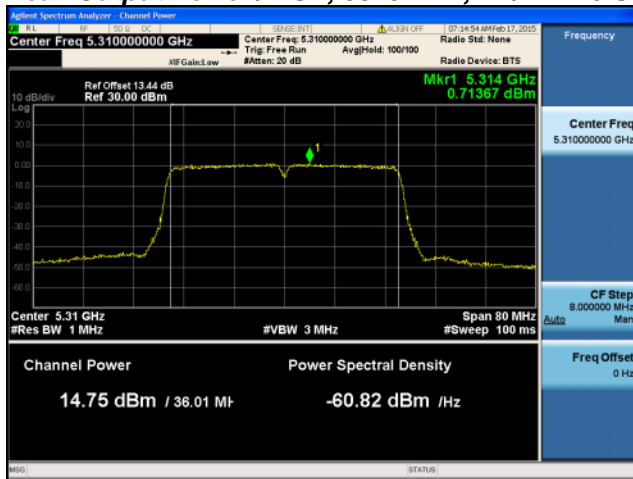 Agilent Spectrum Analyzer - Channel Power
RL RF 50 Ω DC SENSE:INT ALIGN OFF 07:14:54 AM Feb 17, 2015
Center Freq 5.310000000 GHz
Center Freq: 5.310000000 GHz
Radio Std: None
Trig: Free Run Avg|Hold: 100/100
#IFGain:Low #Atten: 20 dB Radio Device: BTS
Frequency
Mkr1 5.314 GHz
0.71367 dBm
Ref Offset 13.44 dB
10 dB/div Ref 30.00 dBm
Log
20.0
10.0
0.00
-10.0
-20.0
-30.0
-40.0
-50.0
-60.0
1
Center Freq
5.310000000 GHz
Center 5.31 GHz Span 80 MHz
#Res BW 1 MHz #VBW 3 MHz #Sweep 100 ms
CF Step
8.000000 MHz
Auto Man
Freq Offset
0 Hz
Channel Power Power Spectral Density
14.75 dBm / 36.01 MH -60.82 dBm /Hz
MSG STATUS